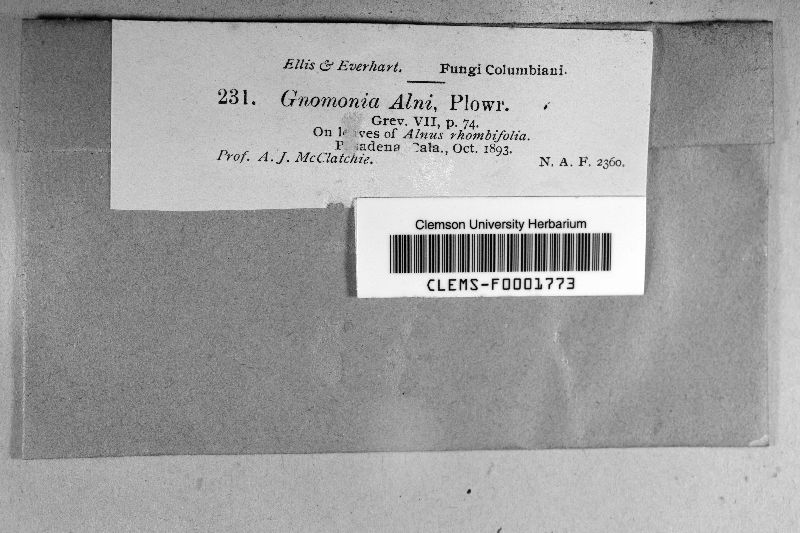 Ellis & Everhart. Fungi Columbiani.
231. Gnomonia Alni, Plowr.
Grev. VII, p. 74.
On leaves of Alnus rhombifolia.
Pasadena Cala., Oct. 1893.
Prof. A. J. McClatchie. N. A. F. 2360.
Clemson University Herbarium
CLEMS-F0001773